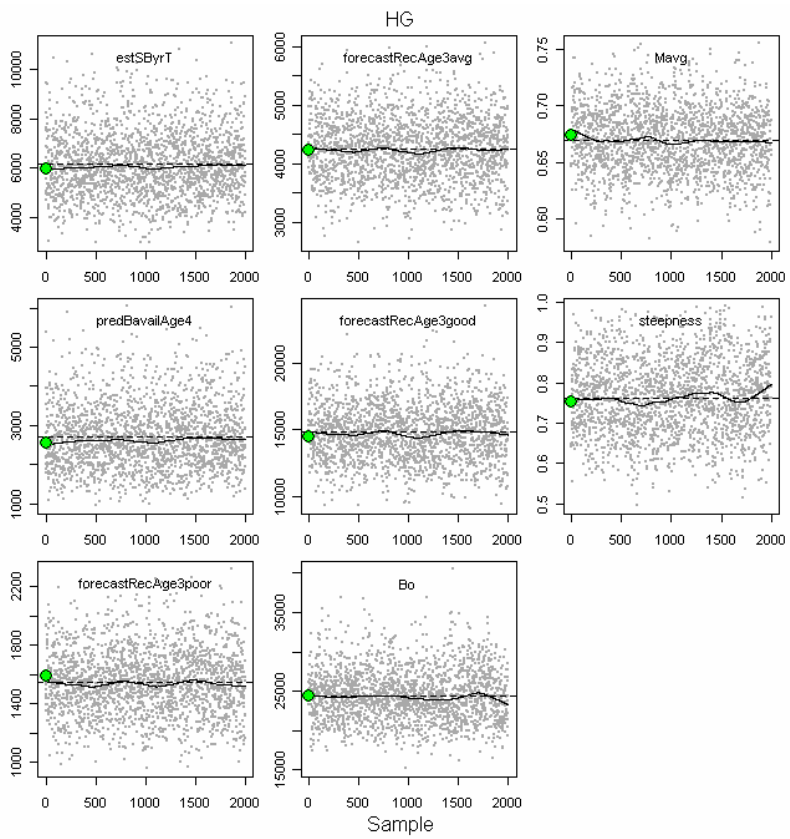 HG
estSByrT
10000
8000
6000
4000
0 500 1000 1500 2000
forecastRecAge3avg
6000
5000
4000
3000
0 500 1000 1500 2000
Mavg
0.75
0.70
0.65
0.60
0 500 1000 1500 2000
predBavailAge4
5000
3000
1000
0 500 1000 1500 2000
forecastRecAge3good
20000
15000
10000
0 500 1000 1500 2000
steepness
1.0
0.9
0.8
0.7
0.6
0.5
0 500 1000 1500 2000
forecastRecAge3poor
2200
1800
1400
1000
0 500 1000 1500 2000
Bo
35000
25000
15000
0 500 1000 1500 2000
Sample